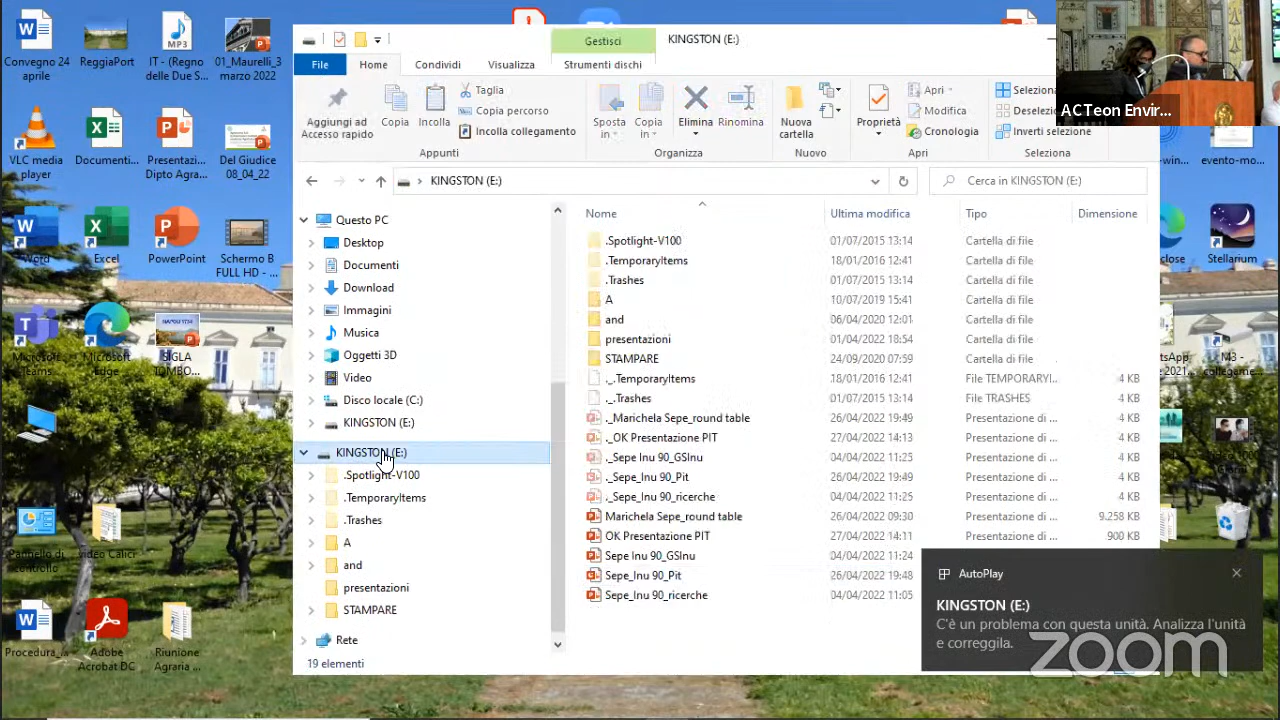 Convegno 24
aprile
ReggiaPort
MP3
IT - (Regno
delle Due S...
01_Maurelli_3
marzo 2022
VLC media
player
Documenti...
Presentazi...
Dipto Agra...
Del Giudice
08_04_22
Word
Excel
PowerPoint
Schermo B
FULL HD - ...
Microsoft
Teams
Microsoft
Edge
SIGLA
TOMBO...
NAPOLI 1734
Pannello di
controllo
video Calici
Procedura_...
Adobe
Acrobat DC
Riunione
Agraria ...
Gestisci
KINGSTON (E:)
File
Home
Condividi
Visualizza
Strumenti dischi
Aggiungi ad
Accesso rapido
Copia
Incolla
Taglia
Copia percorso
Incolla collegamento
Appunti
Sposta
in
Copia
in
Elimina
Rinomina
Organizza
Nuova
cartella
Nuovo
Proprietà
Apri
Modifica
Cronologia
Apri
Seleziona
Deselezi
Inverti selezione
Selezione
KINGSTON (E:)
Cerca in KINGSTON (E:)
Questo PC
Desktop
Documenti
Download
Immagini
Musica
Oggetti 3D
Video
Disco locale (C:)
KINGSTON (E:)
KINGSTON (E:)
.Spotlight-V100
.TemporaryItems
.Trashes
A
and
presentazioni
STAMPARE
Rete
19 elementi
Nome Ultima modifica Tipo Dimensione
.Spotlight-V100 01/07/2015 13:14 Cartella di file
.TemporaryItems 18/01/2016 12:41 Cartella di file
.Trashes 01/07/2015 13:14 Cartella di file
A 10/07/2019 15:41 Cartella di file
and 06/04/2020 12:01 Cartella di file
presentazioni 01/04/2022 18:54 Cartella di file
STAMPARE 24/09/2020 07:59 Cartella di file
._.TemporaryItems 18/01/2016 12:41 File TEMPORARYI... 4 KB
._.Trashes 01/07/2015 13:14 File TRASHES 4 KB
._Marichela Sepe_round table 26/04/2022 19:49 Presentazione di ... 4 KB
._OK Presentazione PIT 27/04/2022 14:13 Presentazione di ... 4 KB
._Sepe Inu 90_GSInu 04/04/2022 11:25 Presentazione di ... 4 KB
._Sepe_Inu 90_Pit 26/04/2022 19:49 Presentazione di ... 4 KB
._Sepe_Inu 90_ricerche 04/04/2022 11:25 Presentazione di ... 4 KB
Marichela Sepe_round table 26/04/2022 09:30 Presentazione di ... 9.258 KB
OK Presentazione PIT 27/04/2022 14:11 Presentazione di ... 900 KB
Sepe Inu 90_GSInu 04/04/2022 11:24
Sepe_Inu 90_Pit 26/04/2022 19:48
Sepe_Inu 90_ricerche 04/04/2022 11:05
AutoPlay
KINGSTON (E:)
C'è un problema con questa unità. Analizza l'unità
e correggila.
zoom
ACTeon Envir...
evento-mo...
close
Stellarium
2021...
M3 -
collegame...